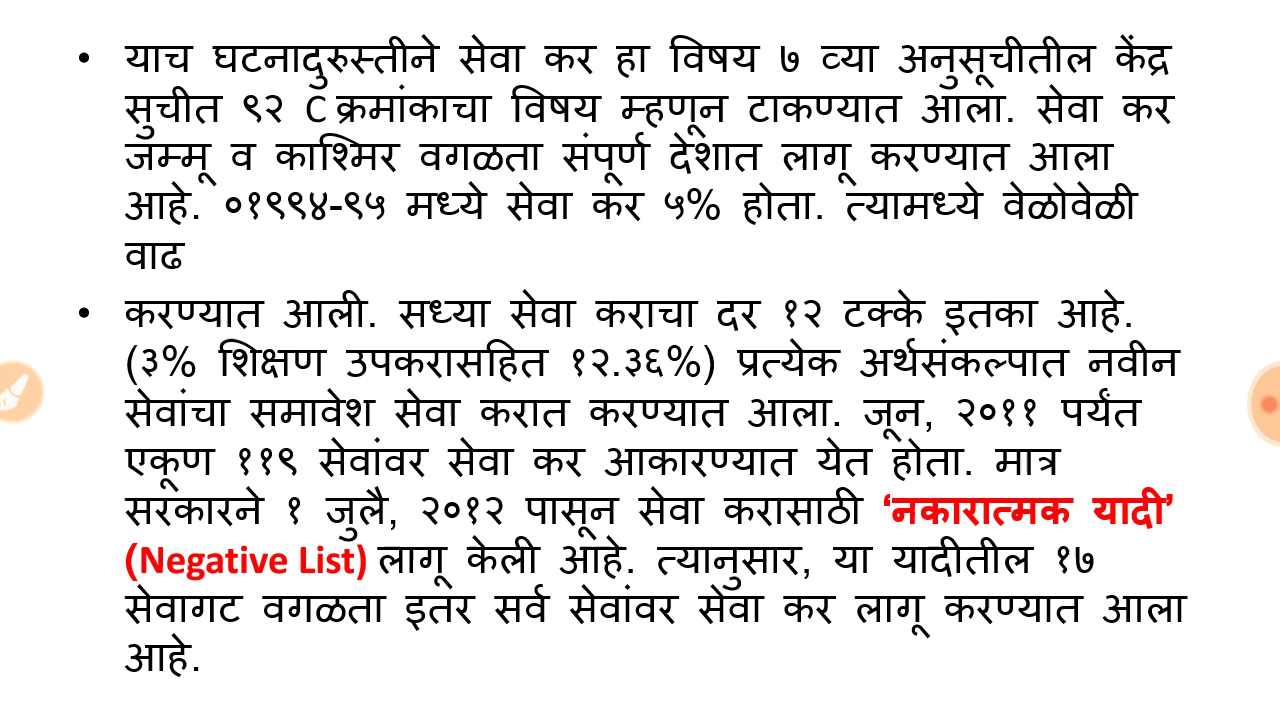 • याच घटनादुरुस्तीने सेवा कर हा विषय ७ व्या अनुसूचीतील केंद्र
सुचीत ९२ C क्रमांकाचा विषय म्हणून टाकण्यात आला. सेवा कर
जम्मू व काश्मिर वगळता संपूर्ण देशात लागू करण्यात आला
आहे. ०१९९४-९५ मध्ये सेवा कर ५% होता. त्यामध्ये वेळोवेळी
वाढ
• करण्यात आली. सध्या सेवा कराचा दर १२ टक्के इतका आहे.
(३% शिक्षण उपकरासहित १२.३६%) प्रत्येक अर्थसंकल्पात नवीन
सेवांचा समावेश सेवा करात करण्यात आला. जून, २०११ पर्यंत
एकूण ११९ सेवांवर सेवा कर आकारण्यात येत होता. मात्र
सरकारने १ जुलै, २०१२ पासून सेवा करासाठी ‘नकारात्मक यादी’
(Negative List) लागू केली आहे. त्यानुसार, या यादीतील १७
सेवागट वगळता इतर सर्व सेवांवर सेवा कर लागू करण्यात आला
आहे.